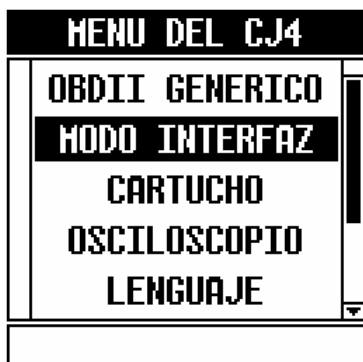 MENU DEL CJ4
OBDII GENERICO
MODO INTERFAZ
CARTUCHO
OSCILOSCOPIO
LENGUAJE